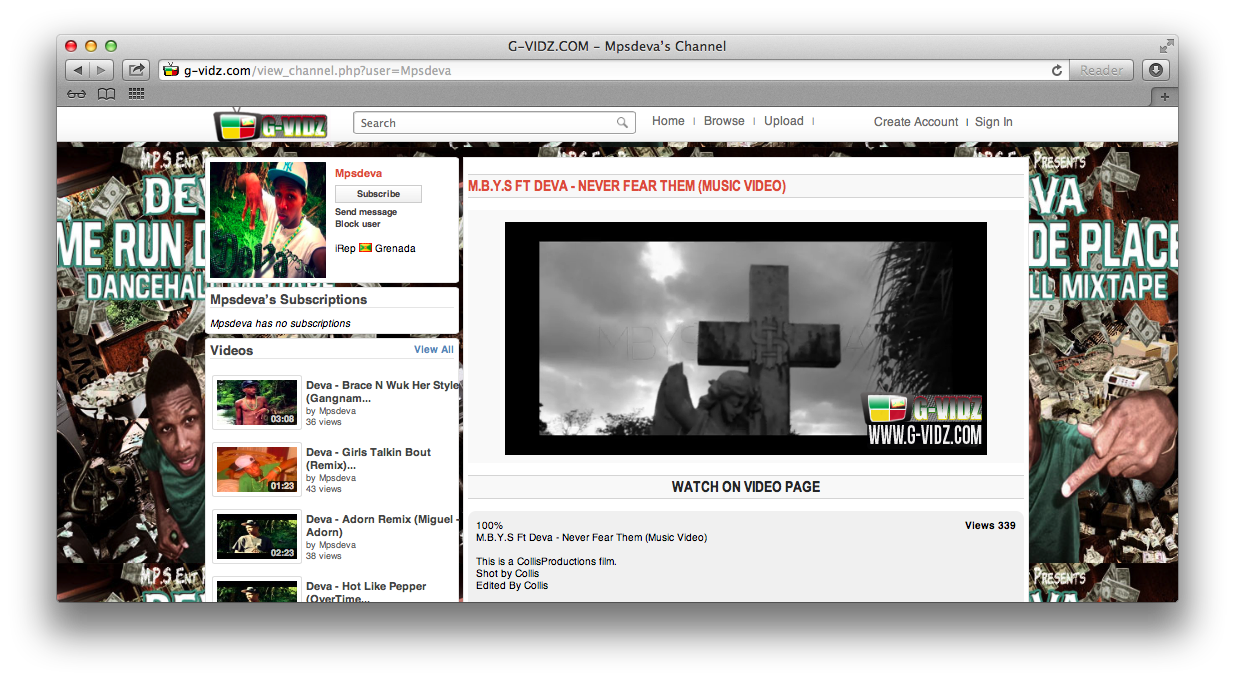 G-VIDZ.COM – Mpsdeva's Channel
g-vidz.com/view_channel.php?user=Mpsdeva
Reader
G-VIDZ
Search
Home
Browse
Upload
Create Account
Sign In
M.P.S Ent
Presents
DE
VA
ME RUN D
DE PLACE
DANCEHALL MIXTAPE
LL MIXTAPE
Mpsdeva
Subscribe
Send message
Block user
iRep Grenada
Deva
Mpsdeva's Subscriptions
Mpsdeva has no subscriptions
Videos
View All
Deva - Brace N Wuk Her Style
(Gangnam...
by Mpsdeva
36 views
03:08
Deva - Girls Talkin Bout
(Remix)...
by Mpsdeva
43 views
01:23
Deva - Adorn Remix (Miguel -
Adorn)
by Mpsdeva
38 views
02:23
Deva - Hot Like Pepper
(OverTime...
M.B.Y.S FT DEVA - NEVER FEAR THEM (MUSIC VIDEO)
G-VIDZ
WWW.G-VIDZ.COM
WATCH ON VIDEO PAGE
100%
Views 339
M.B.Y.S Ft Deva - Never Fear Them (Music Video)
This is a CollisProductions film.
Shot by Collis
Edited By Collis
M.P.S Ent
Presents